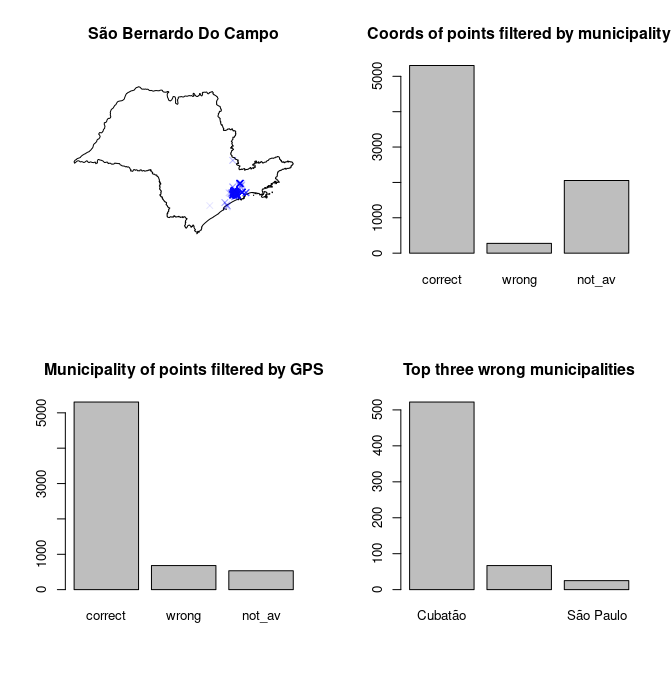 São Bernardo Do Campo
Coords of points filtered by municipality
5000
3000
1000
0
correct wrong not_av
Municipality of points filtered by GPS
5000
3000
1000
0
correct wrong not_av
Top three wrong municipalities
500
400
300
200
100
0
Cubatão São Paulo